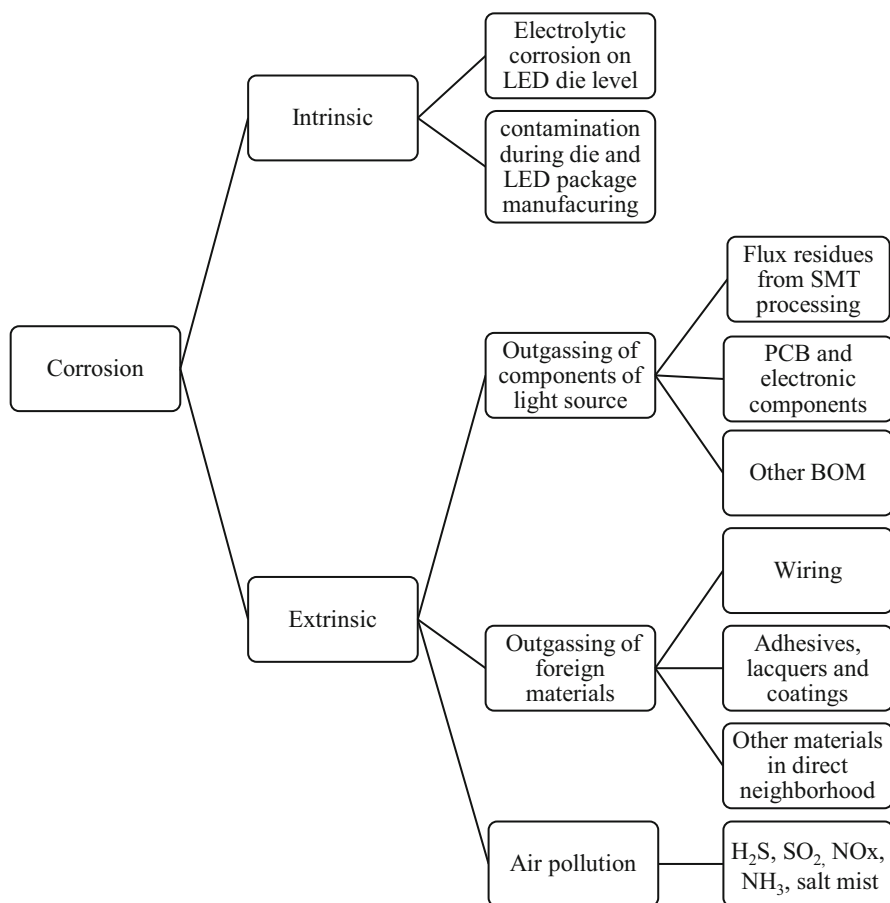 Corrosion
Intrinsic
Electrolytic
corrosion on
LED die level
contamination
during die and
LED package
manufacuring
Extrinsic
Outgassing of
components of
light source
Flux residues
from SMT
processing
PCB and
electronic
components
Other BOM
Outgassing of
foreign
materials
Wiring
Adhesives,
lacquers and
coatings
Other materials
in direct
neighborhood
Air pollution
H₂S, SO₂, NOx,
NH₃, salt mist